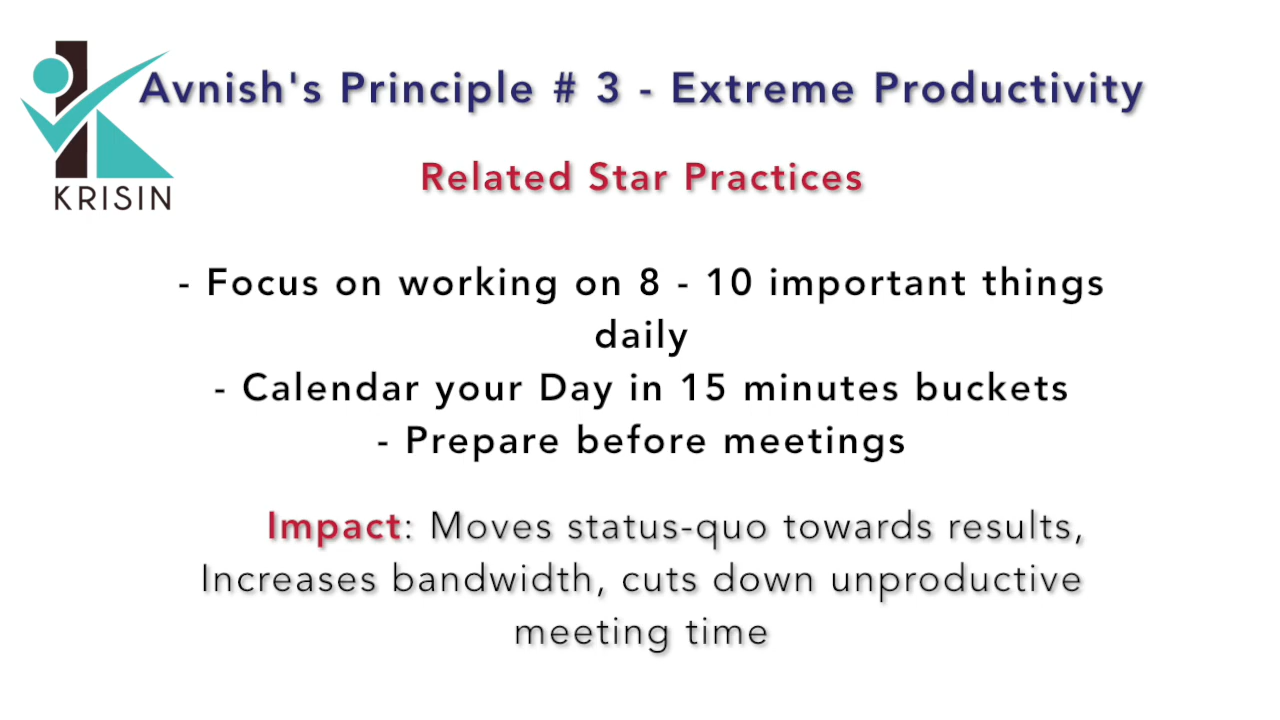 Avnish's Principle # 3 - Extreme Productivity
KRISIN
Related Star Practices
- Focus on working on 8 - 10 important things
daily
- Calendar your Day in 15 minutes buckets
- Prepare before meetings
Impact: Moves status-quo towards results,
Increases bandwidth, cuts down unproductive
meeting time